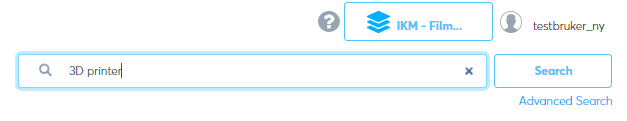 IKM - Film... testbruker_ny
3D printer Search
Advanced Search